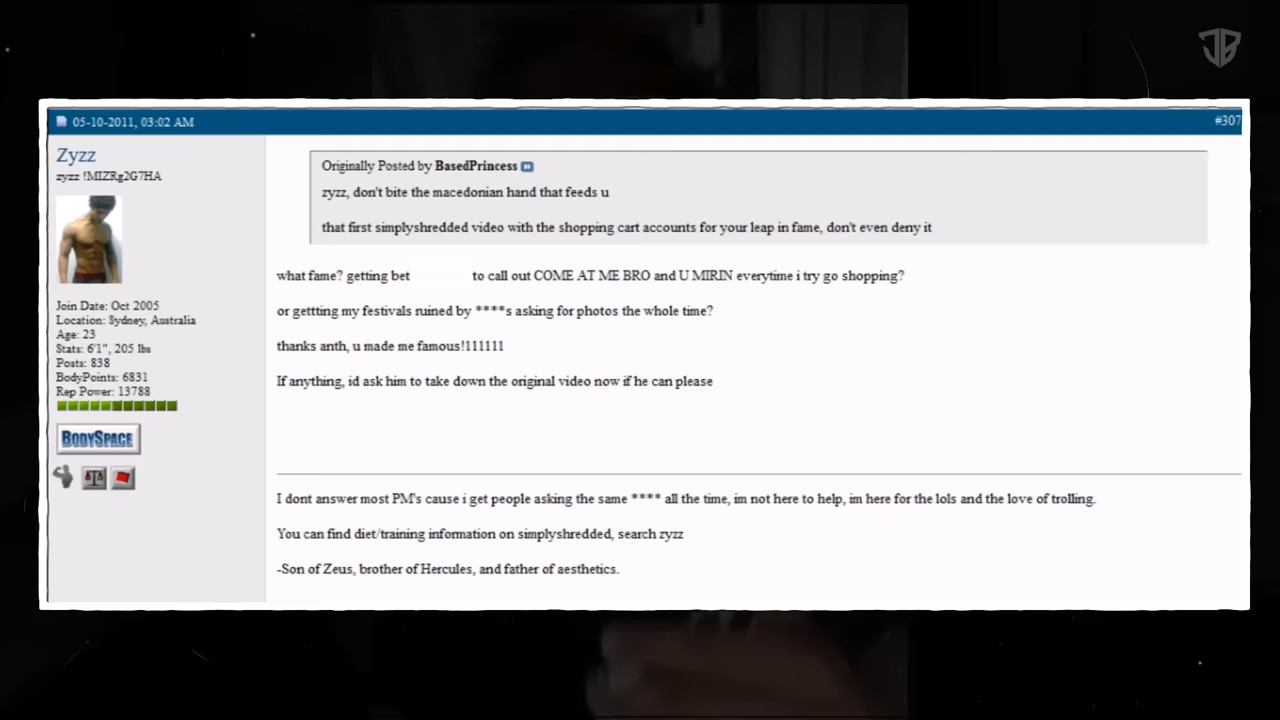 JB
05-10-2011, 03:02 AM
#307
Zyzz
zyzz !MIZRg2G7HA
Join Date: Oct 2005
Location: Sydney, Australia
Age: 23
Stats: 6'1", 205 lbs
Posts: 838
BodyPoints: 6831
Rep Power: 13788
BODYSPACE
Originally Posted by BasedPrincess
zyzz, don't bite the macedonian hand that feeds u
that first simplyshredded video with the shopping cart accounts for your leap in fame, don't even deny it
what fame? getting bet to call out COME AT ME BRO and U MIRIN everytime i try go shopping?
or gettting my festivals ruined by ****s asking for photos the whole time?
thanks anth, u made me famous!111111
If anything, id ask him to take down the original video now if he can please
I dont answer most PM's cause i get people asking the same **** all the time, im not here to help, im here for the lols and the love of trolling.
You can find diet/training information on simplyshredded, search zyzz
-Son of Zeus, brother of Hercules, and father of aesthetics.